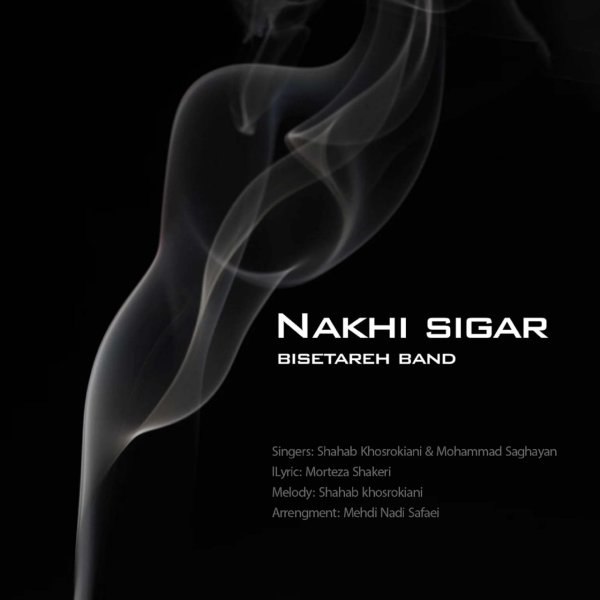 NAKHI SIGAR
BISETAREH BAND
Singers: Shahab Khosrokiani & Mohammad Saghayan
lLyric: Morteza Shakeri
Melody: Shahab khosrokiani
Arrengment: Mehdi Nadi Safaei